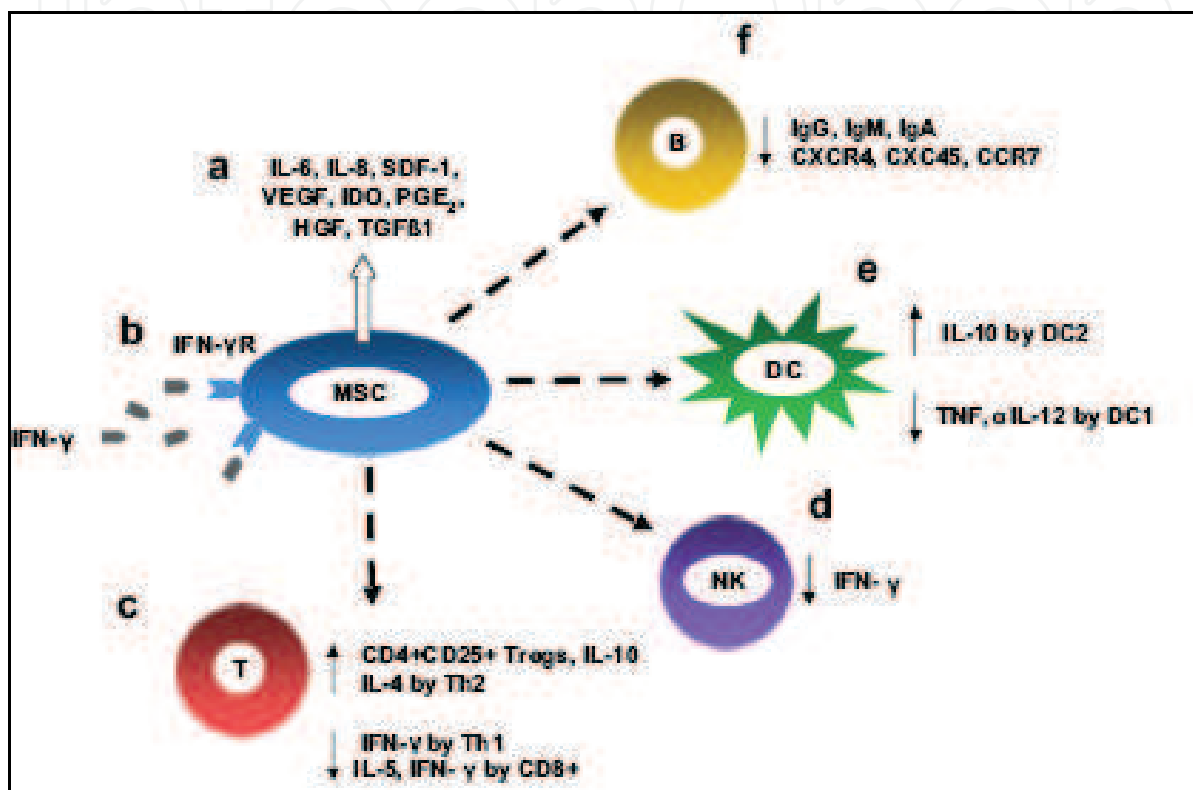 f
B
IgG, IgM, IgA
CXCR4, CXC45, CCR7
a
IL-6, IL-8, SDF-1,
VEGF, IDO, PGE2,
HGF, TGFß1
b
IFN-γR
MSC
IFN-γ
e
DC
IL-10 by DC2
TNF, α IL-12 by DC1
d
NK
IFN- γ
c
T
CD4+CD25+ Tregs, IL-10
IL-4 by Th2
IFN-γ by Th1
IL-5, IFN- γ by CD8+